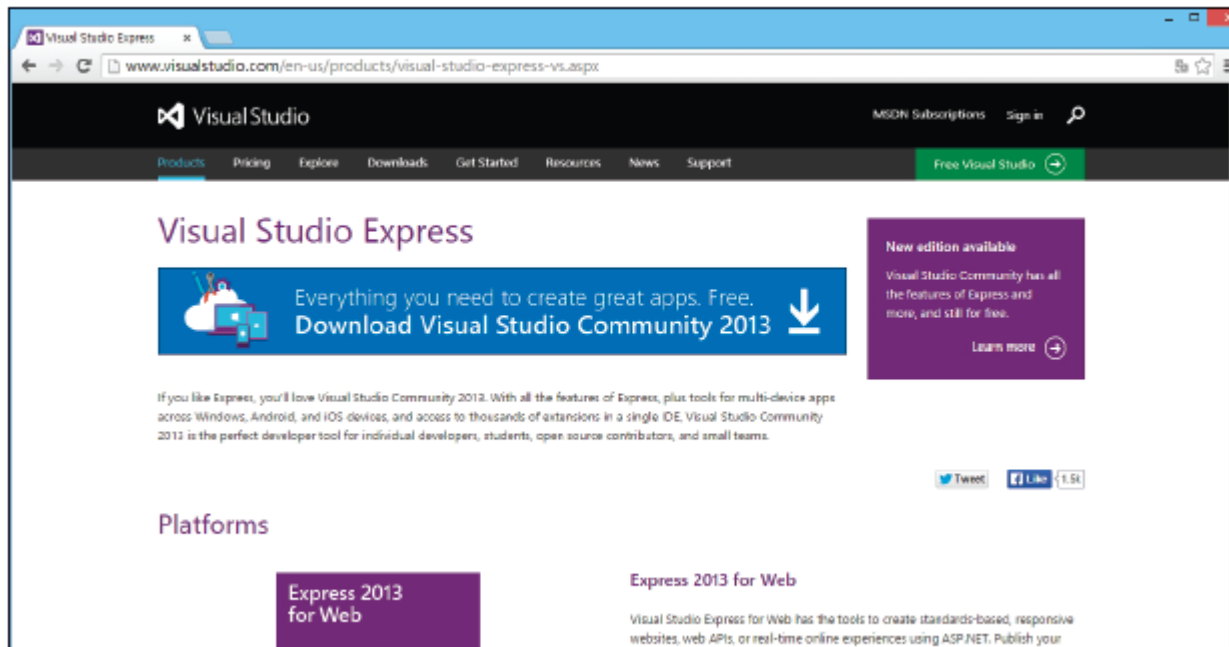 Visual Studio Express
www.visualstudio.com/en-us/products/visual-studio-express-vs.aspx
Visual Studio
MSDN Subscriptions Sign in
Products Pricing Explore Downloads Get Started Resources News Support
Free Visual Studio
Visual Studio Express
Everything you need to create great apps. Free.
Download Visual Studio Community 2013
New edition available
Visual Studio Community has all
the features of Express and
more, and still for free.
Learn more
If you like Express, you'll love Visual Studio Community 2013. With all the features of Express, plus tools for multi-device apps
across Windows, Android, and iOS devices, and access to thousands of extensions in a single IDE, Visual Studio Community
2013 is the perfect developer tool for individual developers, students, open source contributors, and small teams.
Tweet Like 1.5k
Platforms
Express 2013
for Web
Express 2013 for Web
Visual Studio Express for Web has the tools to create standards-based, responsive
websites, web APIs, or real-time online experiences using ASP.NET. Publish your